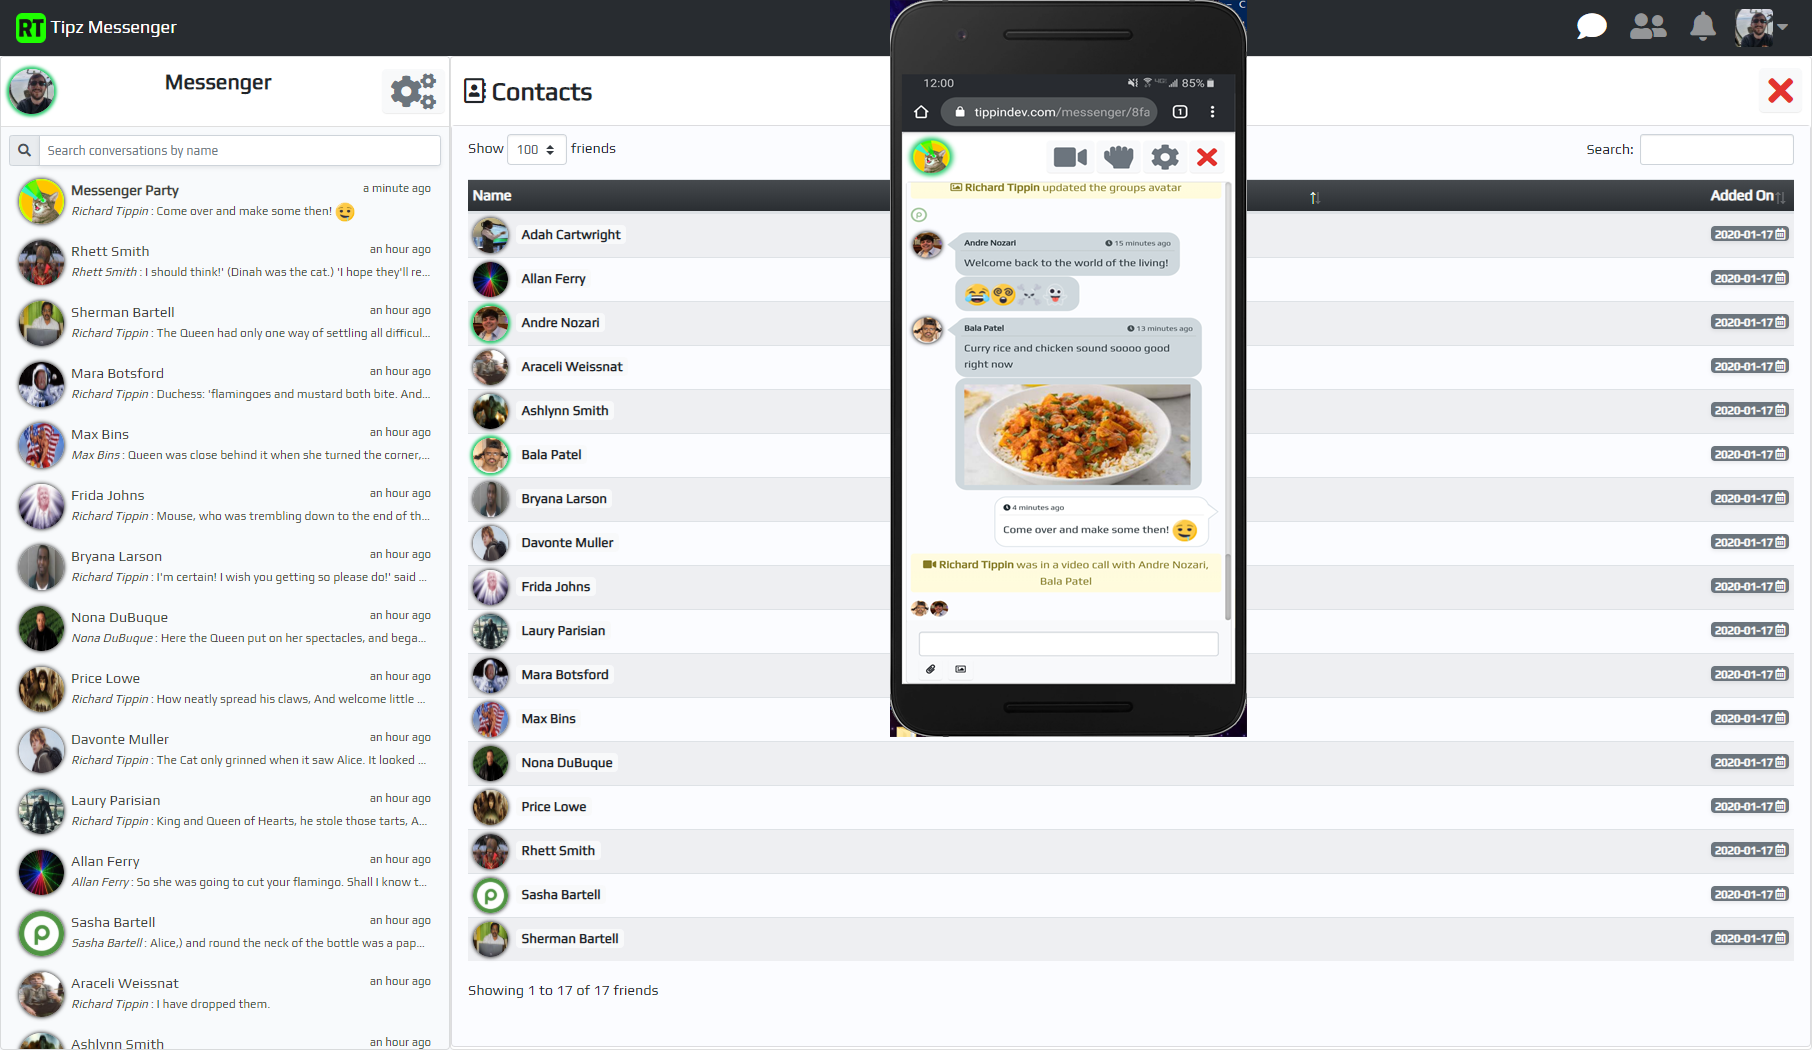 RT Tipz Messenger
Messenger
Search conversations by name
Messenger Party a minute ago
Richard Tippin : Come over and make some then! 😉
Rhett Smith an hour ago
Rhett Smith : I should think!' (Dinah was the cat.) 'I hope they'll re...
Sherman Bartell an hour ago
Richard Tippin : The Queen had only one way of settling all difficul...
Mara Botsford an hour ago
Richard Tippin : Duchess: 'flamingoes and mustard both bite. And...
Max Bins an hour ago
Max Bins : Queen was close behind it when she turned the corner,...
Frida Johns an hour ago
Richard Tippin : Mouse, who was trembling down to the end of th...
Bryana Larson an hour ago
Richard Tippin : I'm certain! I wish you getting so please do!' said ...
Nona DuBuque an hour ago
Nona DuBuque : Here the Queen put on her spectacles, and bega...
Price Lowe an hour ago
Richard Tippin : How neatly spread his claws, And welcome little ...
Davonte Muller an hour ago
Richard Tippin : The Cat only grinned when it saw Alice. It looked ...
Laury Parisian an hour ago
Richard Tippin : King and Queen of Hearts, he stole those tarts, A...
Allan Ferry an hour ago
Allan Ferry : So she was going to cut your flamingo. Shall I know t...
Sasha Bartell an hour ago
Sasha Bartell : Alice,) and round the neck of the bottle was a pap...
Araceli Weissnat an hour ago
Richard Tippin : I have dropped them.
Ashlynn Smith an hour ago
Contacts
Show 100 friends
Search:
Name Added On
Adah Cartwright 2020-01-17
Allan Ferry 2020-01-17
Andre Nozari 2020-01-17
Araceli Weissnat 2020-01-17
Ashlynn Smith 2020-01-17
Bala Patel 2020-01-17
Bryana Larson 2020-01-17
Davonte Muller 2020-01-17
Frida Johns 2020-01-17
Laury Parisian 2020-01-17
Mara Botsford 2020-01-17
Max Bins 2020-01-17
Nona DuBuque 2020-01-17
Price Lowe 2020-01-17
Rhett Smith 2020-01-17
Sasha Bartell 2020-01-17
Sherman Bartell 2020-01-17
Showing 1 to 17 of 17 friends
12:00 85%
tippindev.com/messenger/8fa 1
Richard Tippin updated the groups avatar
Andre Nozari 15 minutes ago
Welcome back to the world of the living!
😂😵☠👻
Bala Patel 13 minutes ago
Curry rice and chicken sound soooo good
right now
4 minutes ago
Come over and make some then! 😉
Richard Tippin was in a video call with Andre Nozari,
Bala Patel